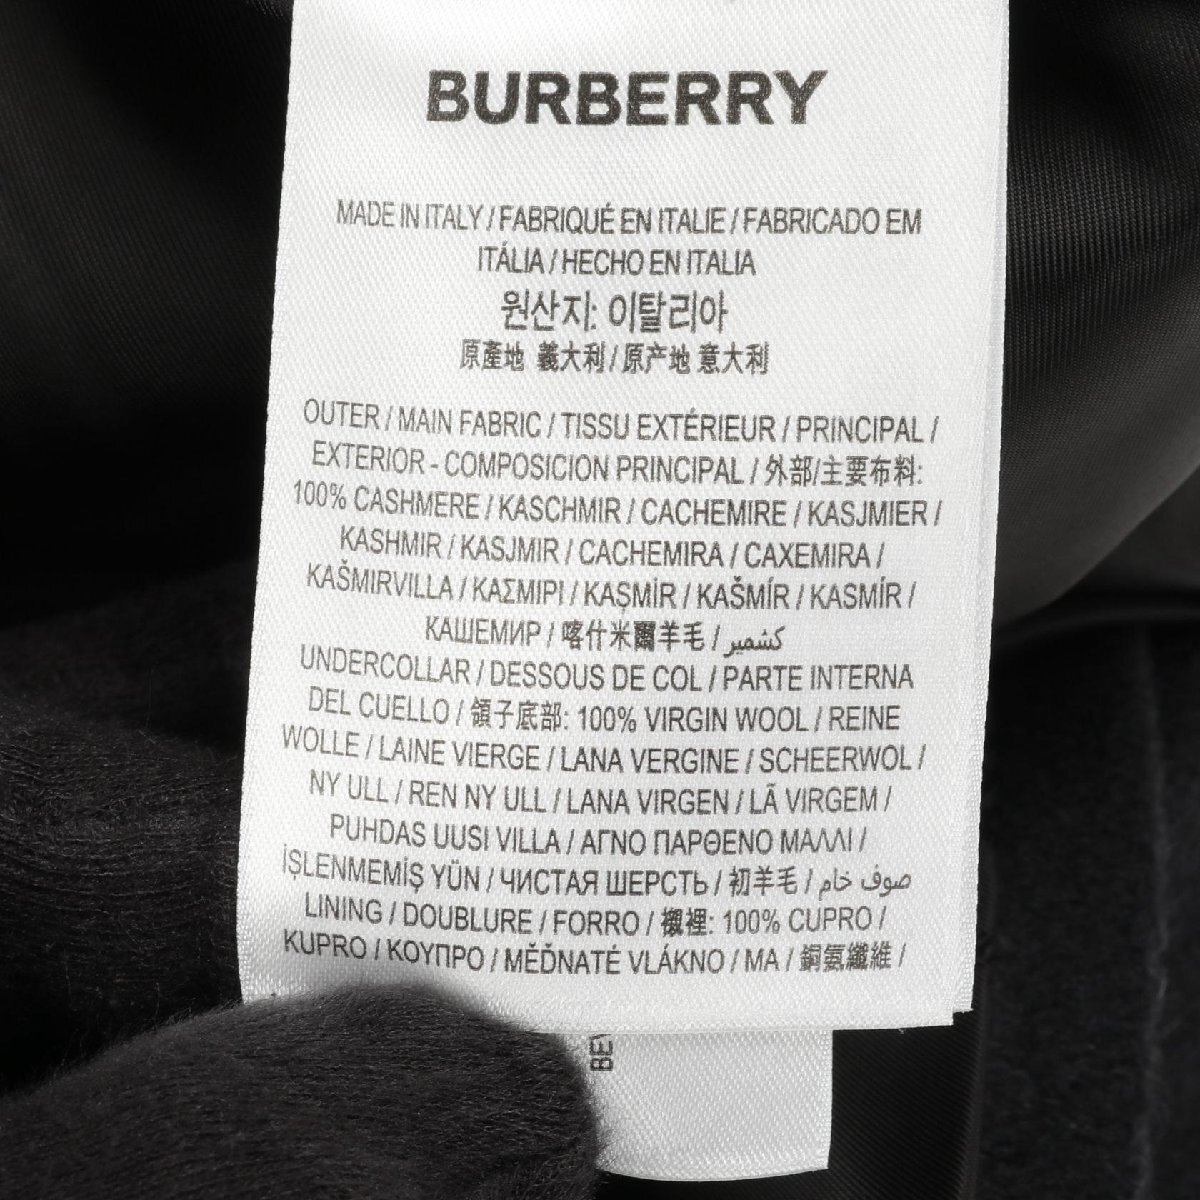 BURBERRY
MADE IN ITALY / FABRIQUÉ EN ITALIE / FABRICADO EM
ITÁLIA / HECHO EN ITALIA
원산지: 이탈리아
原產地 義大利 / 原产地 意大利
OUTER / MAIN FABRIC / TISSU EXTÉRIEUR / PRINCIPAL /
EXTERIOR - COMPOSICION PRINCIPAL / 外部/主要布料:
100% CASHMERE / KASCHMIR / CACHEMIRE / KASJMIER /
KASHMIR / KASJMIR / CACHEMIRA / CAXEMIRA /
KAŠMIRVILLA / ΚΑΣΜΙΡΙ / KAŞMİR / KAŠMÍR / KASMÍR /
КАШЕМИР / 喀什米爾羊毛 / كشمير
UNDERCOLLAR / DESSOUS DE COL / PARTE INTERNA
DEL CUELLO / 領子底部: 100% VIRGIN WOOL / REINE
WOLLE / LAINE VIERGE / LANA VERGINE / SCHEERWOL /
NY ULL / REN NY ULL / LANA VIRGEN / LÃ VIRGEM /
PUHDAS UUSI VILLA / ΑΓΝΟ ΠΑΡΘΕΝΟ ΜΑΛΛΙ /
İŞLENMEMİŞ YÜN / ЧИСТАЯ ШЕРСТЬ / 初羊毛 / صوف خام
LINING / DOUBLURE / FORRO / 襯裡: 100% CUPRO /
KUPRO / ΚΟΥΠΡΟ / MĚĎNATÉ VLÁKNO / MA / 銅氨纖維 /